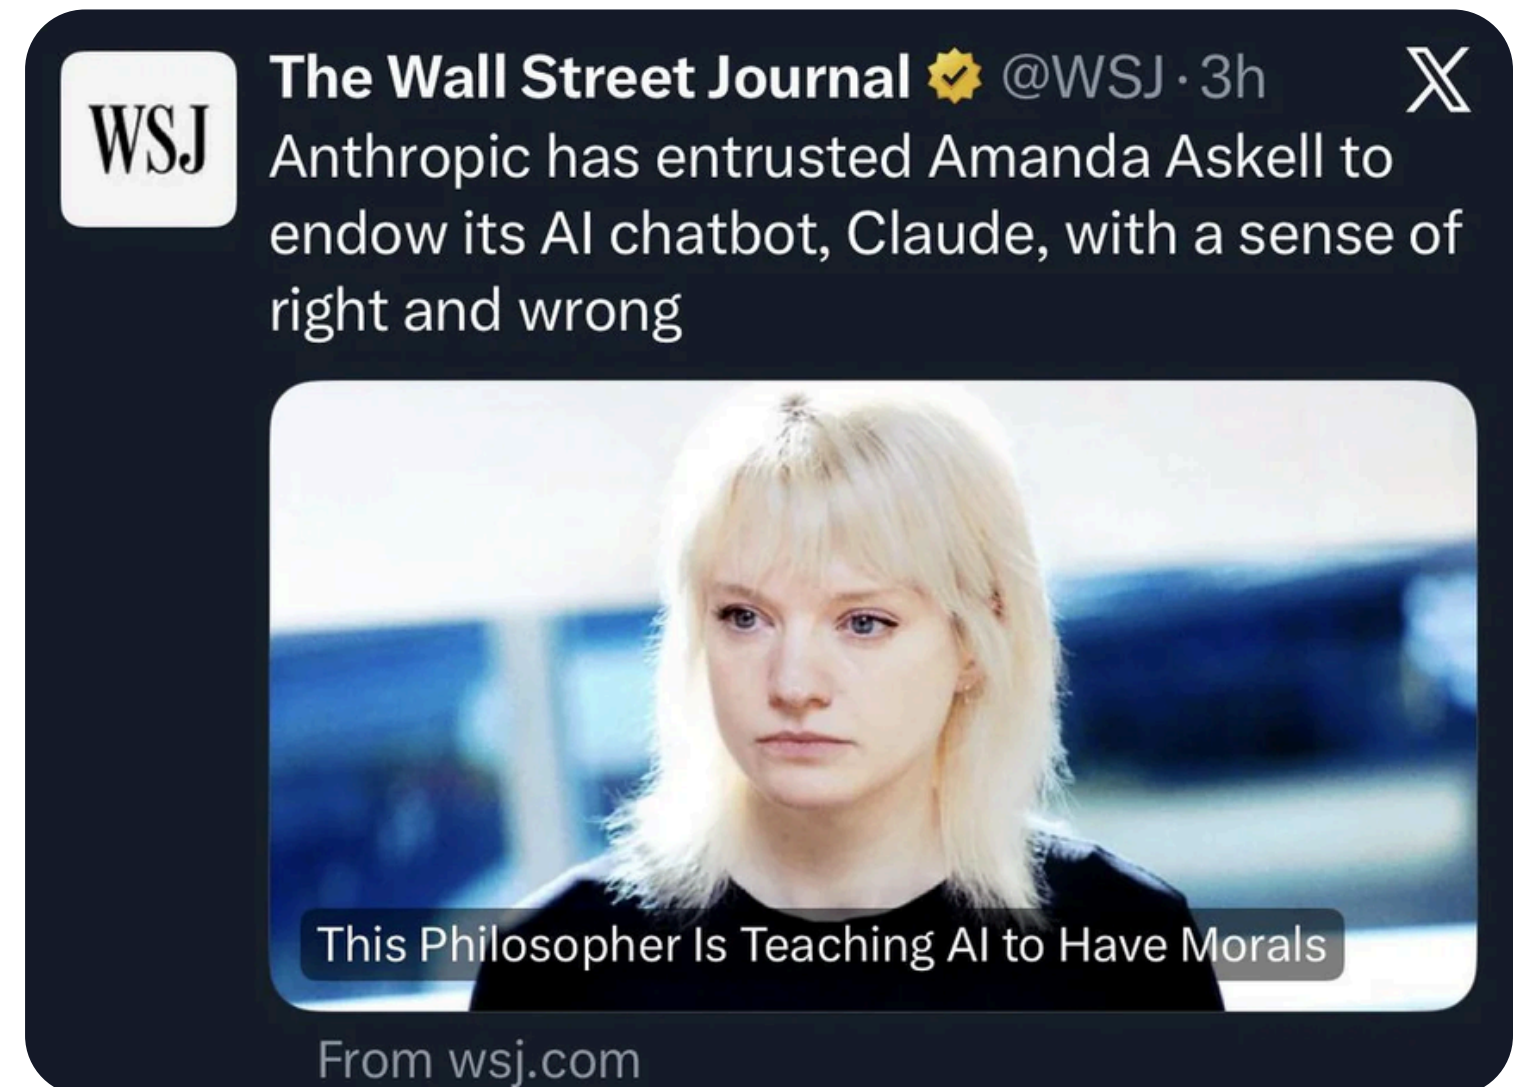 WSJ
The Wall Street Journal @WSJ · 3h
Anthropic has entrusted Amanda Askell to
endow its AI chatbot, Claude, with a sense of
right and wrong
This Philosopher Is Teaching AI to Have Morals
From wsj.com